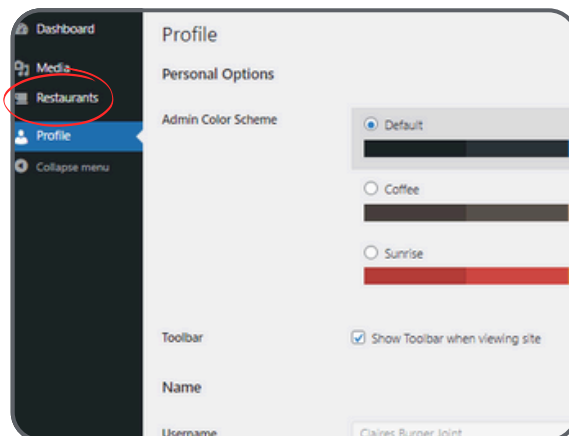 Dashboard
Media
Restaurants
Profile
Collapse menu
Profile
Personal Options
Admin Color Scheme
Default
Coffee
Sunrise
Toolbar
Show Toolbar when viewing site
Name
Username
Claires Burger Joint